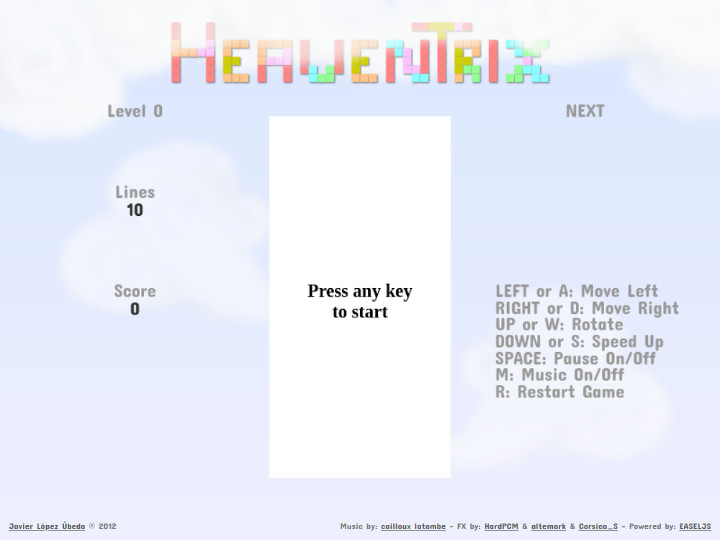 HEAVENTRIX
Level 0
NEXT
Lines
10
Score
0
Press any key
to start
LEFT or A: Move Left
RIGHT or D: Move Right
UP or W: Rotate
DOWN or S: Speed Up
SPACE: Pause On/Off
M: Music On/Off
R: Restart Game
Javier López Úbeda ® 2012
Music by: cailloux latombe - FX by: HardPCM & altemark & Corsica_S - Powered by: EASELJS